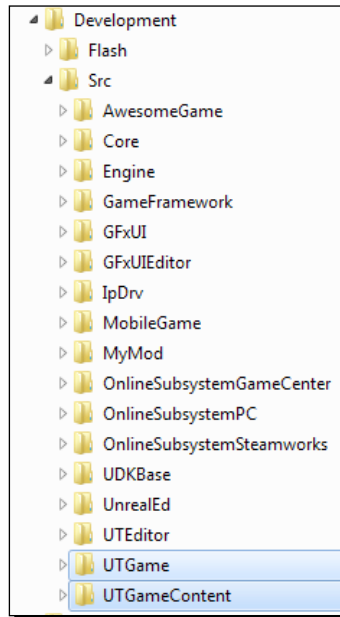 Development
Flash
Src
AwesomeGame
Core
Engine
GameFramework
GFxUI
GFxUIEditor
IpDrv
MobileGame
MyMod
OnlineSubsystemGameCenter
OnlineSubsystemPC
OnlineSubsystemSteamworks
UDKBase
UnrealEd
UTEditor
UTGame
UTGameContent